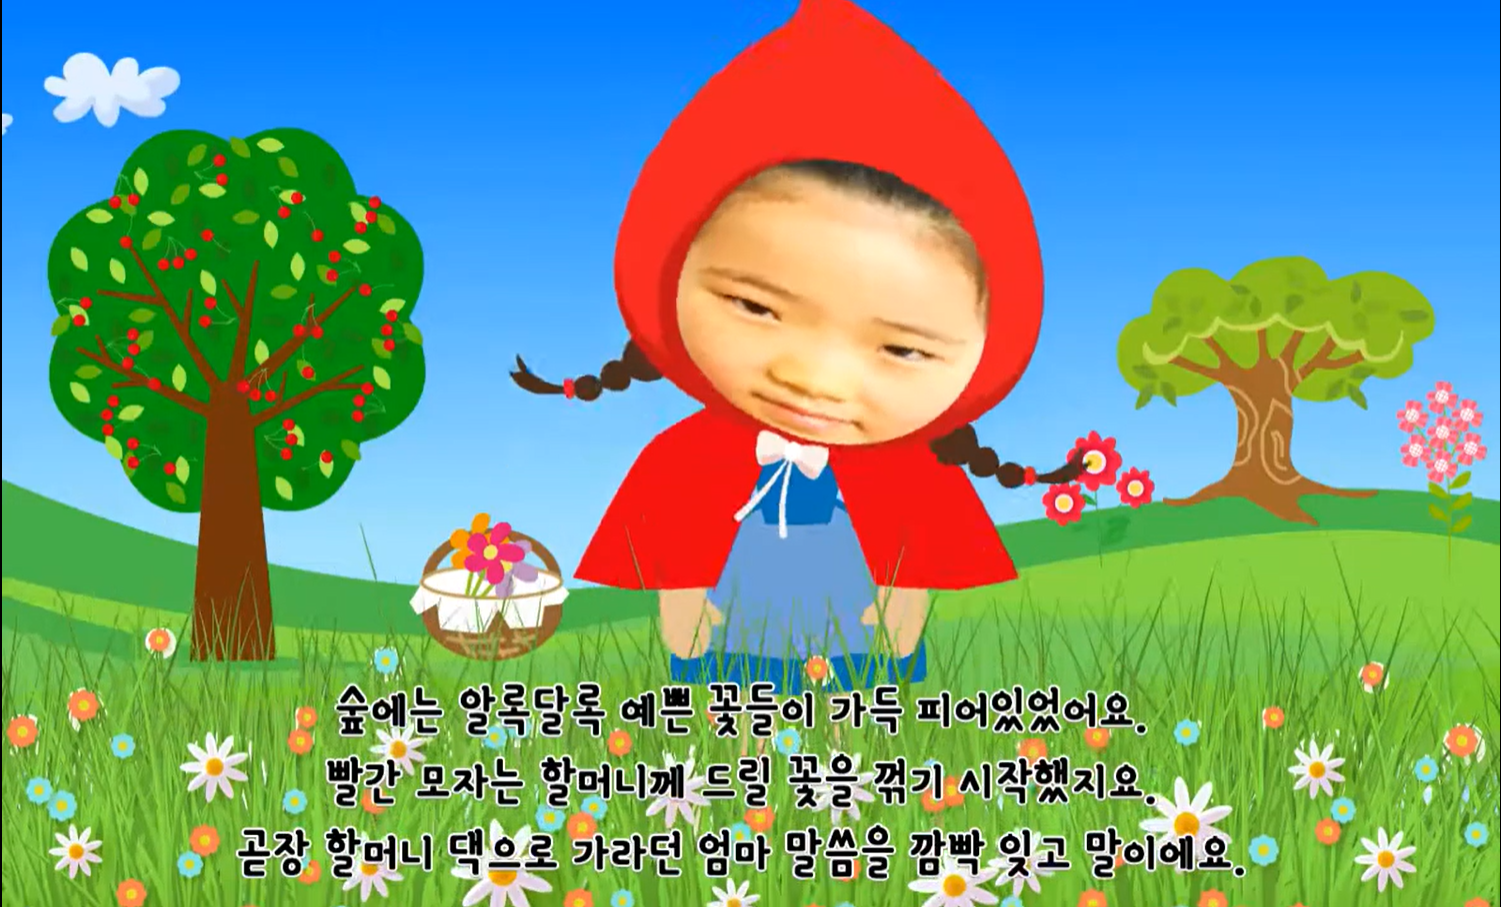 숲에는 알록달록 예쁜 꽃들이 가득 피어있었어요.
빨간 모자는 할머니께 드릴 꽃을 꺾기 시작했지요.
곧장 할머니 댁으로 가라던 엄마 말씀을 깜빡 잊고 말이에요.